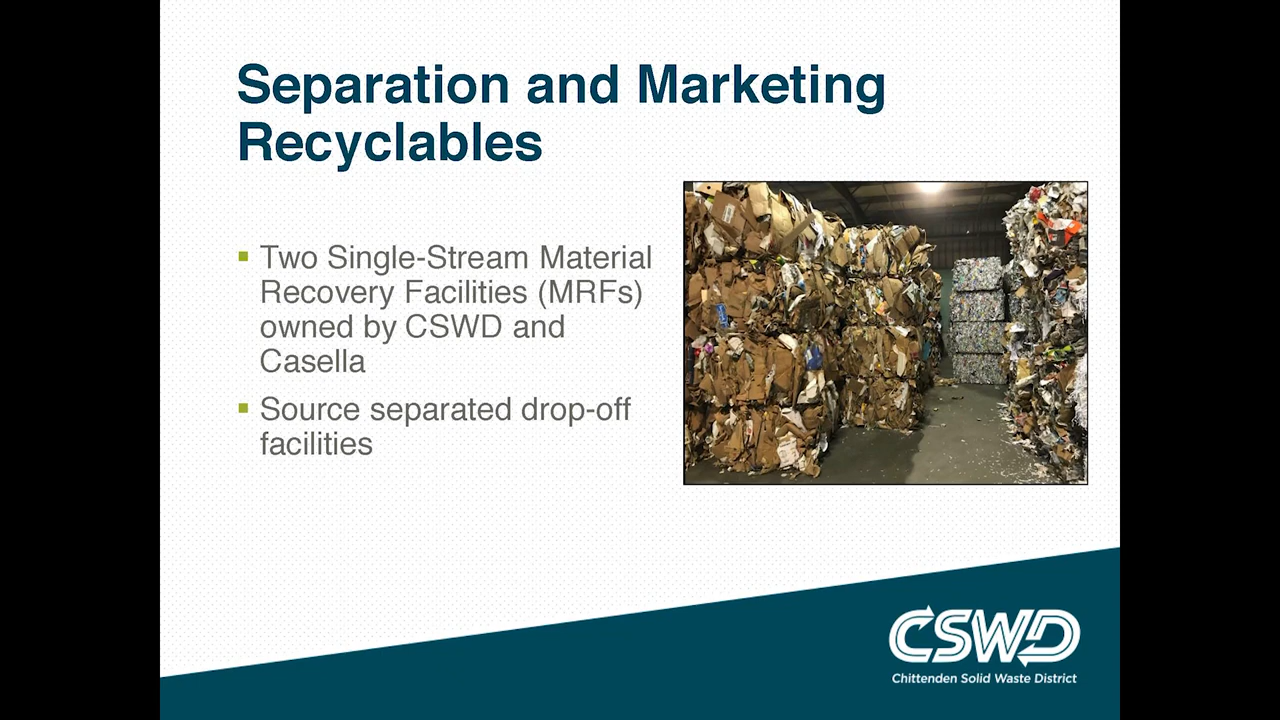 Separation and Marketing
Recyclables
▪ Two Single-Stream Material
Recovery Facilities (MRFs)
owned by CSWD and
Casella
▪ Source separated drop-off
facilities
CSWD
Chittenden Solid Waste District